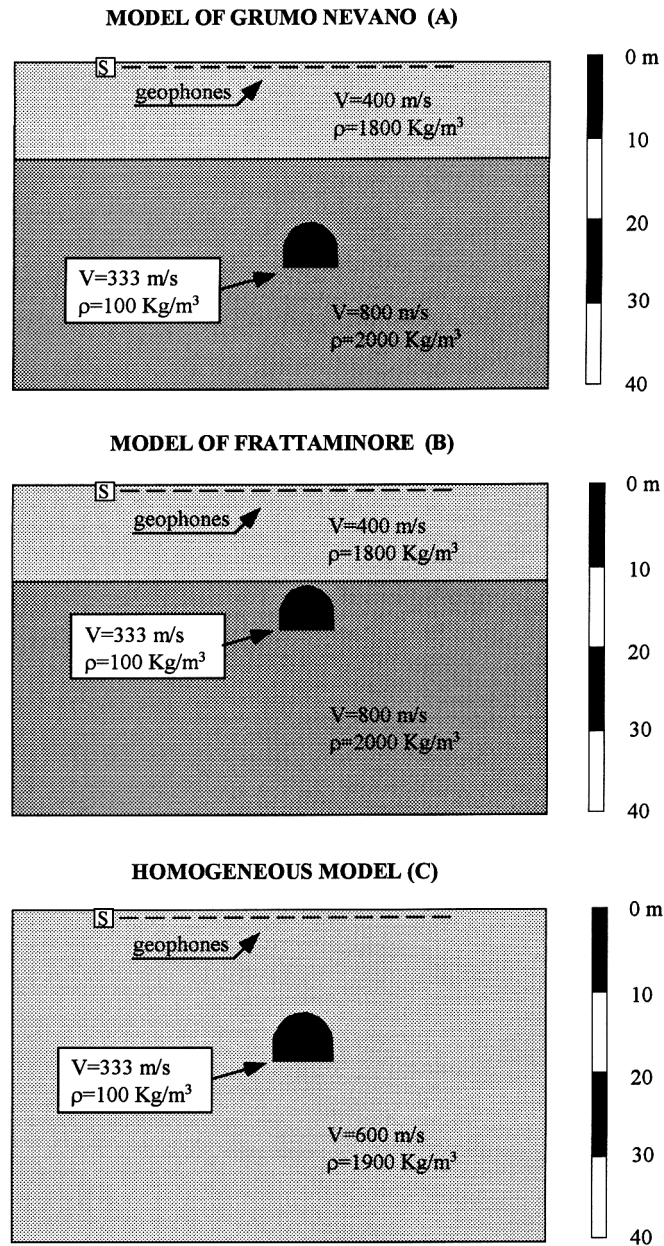 MODEL OF GRUMO NEVANO (A)
S
geophones
V=400 m/s
ρ=1800 Kg/m³
V=333 m/s
ρ=100 Kg/m³
V=800 m/s
ρ=2000 Kg/m³
0 m
10
20
30
40
MODEL OF FRATTAMINORE (B)
S
geophones
V=400 m/s
ρ=1800 Kg/m³
V=333 m/s
ρ=100 Kg/m³
V=800 m/s
ρ=2000 Kg/m³
0 m
10
20
30
40
HOMOGENEOUS MODEL (C)
S
geophones
V=333 m/s
ρ=100 Kg/m³
V=600 m/s
ρ=1900 Kg/m³
0 m
10
20
30
40